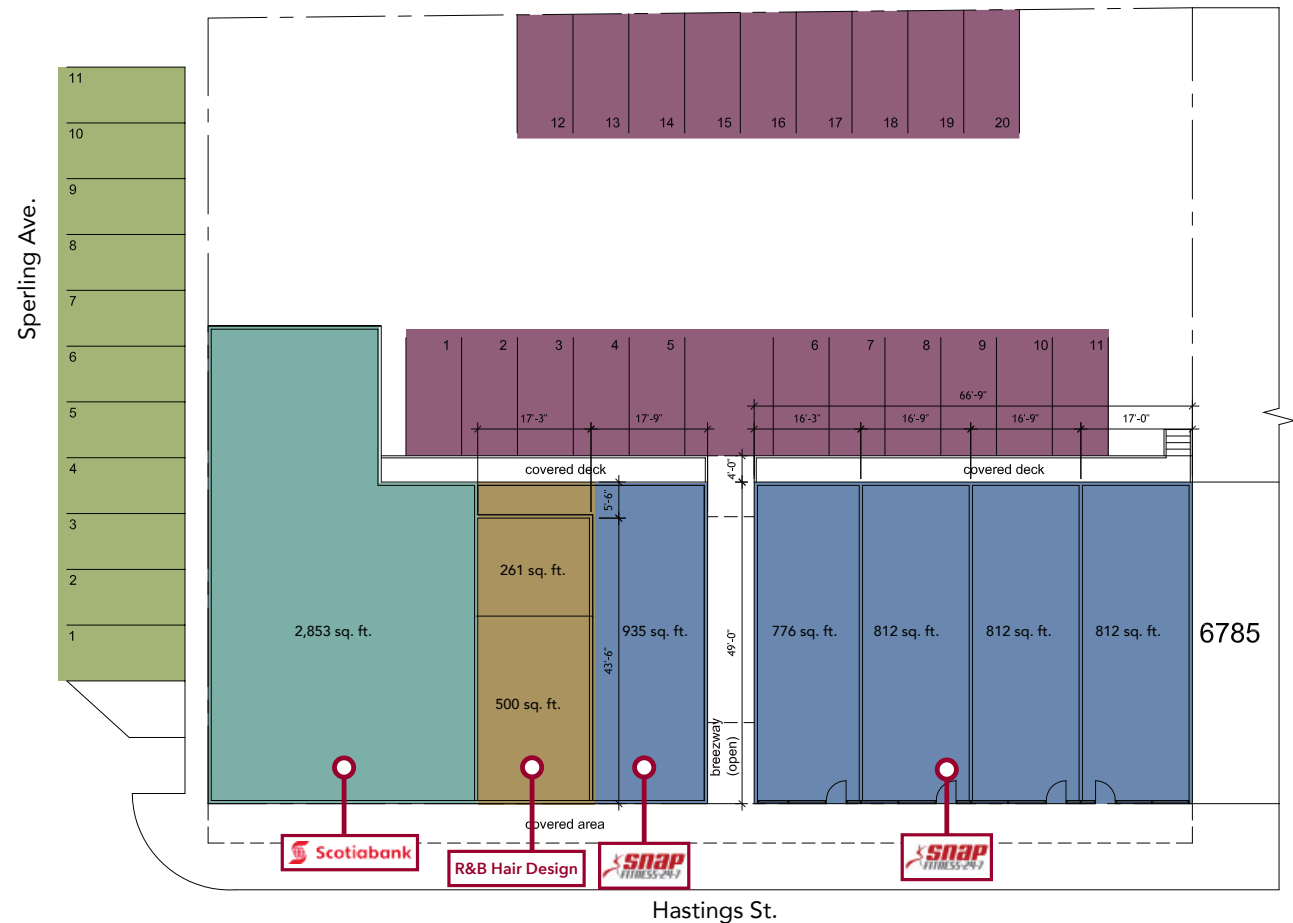 12
13
14
15
16
17
18
19
20
11
10
9
8
7
6
5
4
3
2
1
Sperling Ave.
1
2
3
4
5
6
7
8
9
10
11
66'-9"
17'-3"
17'-9"
16'-3"
16'-9"
16'-9"
17'-0"
covered deck
4'-0"
covered deck
5'-6"
261 sq. ft.
2,853 sq. ft.
935 sq. ft.
43'-6"
49'-0"
776 sq. ft.
812 sq. ft.
812 sq. ft.
812 sq. ft.
6785
500 sq. ft.
breezway
(open)
covered area
Scotiabank
R&B Hair Design
snap
FITNESS-24-7
snap
FITNESS-24-7
Hastings St.